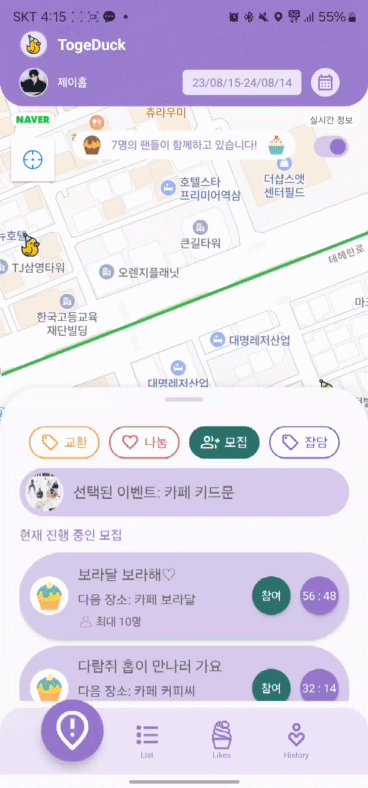 SKT 4:15
55%
TogeDuck
제이홉
23/08/15-24/08/14
츄라우미
NAVER
실시간 정보
7명의 팬들이 함께하고 있습니다!
호텔스타
프리미어역삼
더샵스앳
센터필드
뉴호텔
큰길타워
테헤란로
TJ삼영타워
오렌지플래닛
한국고등교육
재단빌딩
대명레저산업
대명레저산업
교환
나눔
모집
잡담
선택된 이벤트: 카페 키드문
현재 진행 중인 모집
보라달 보라해♡
다음 장소: 카페 보라달
최대 10명
참여
56 : 48
다람쥐 홉이 만나러 가요
다음 장소: 카페 커피씨
참여
32 : 14
List
Likes
History